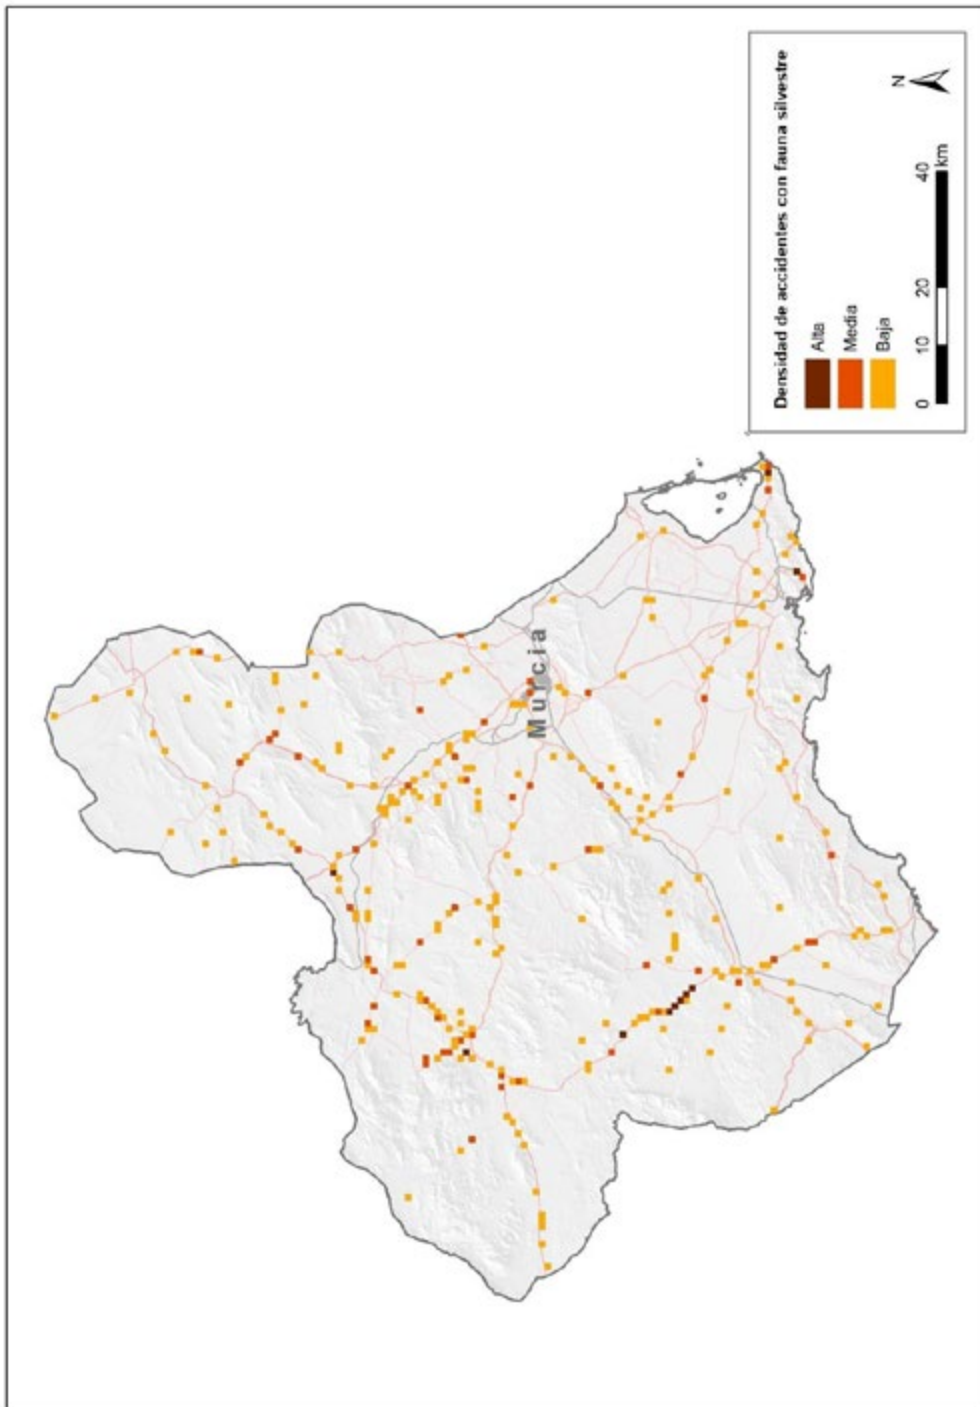 Murcia
Densidad de accidentes con fauna silvestre
Alta
Media
Baja
N
0 10 20 40
km